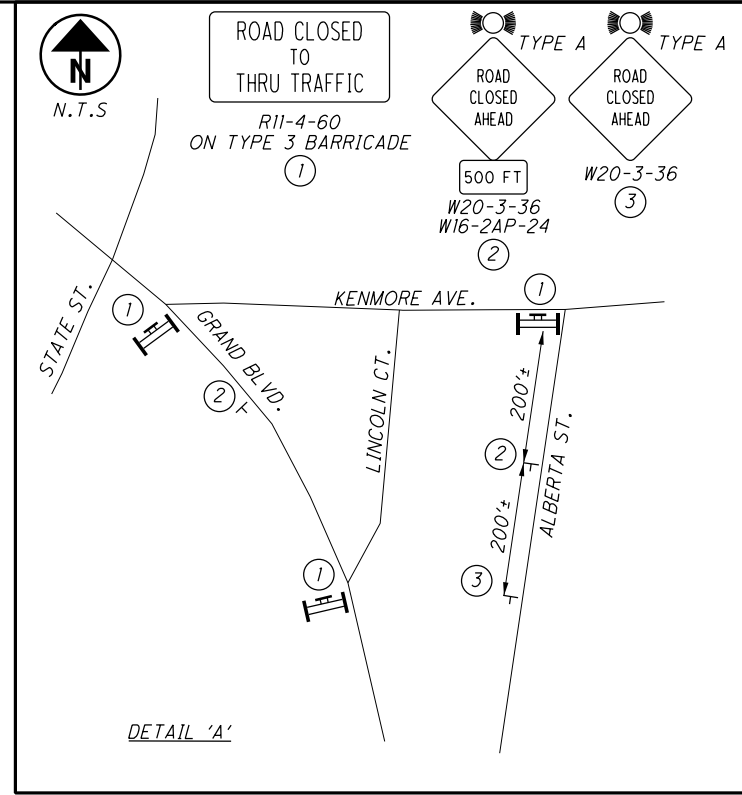 N
N.T.S
ROAD CLOSED
TO
THRU TRAFFIC
R11-4-60
ON TYPE 3 BARRICADE
1
TYPE A
ROAD
CLOSED
AHEAD
500 FT
W20-3-36
W16-2AP-24
2
TYPE A
ROAD
CLOSED
AHEAD
W20-3-36
3
STATE ST.
1
GRAND BLVD.
2
KENMORE AVE.
1
LINCOLN CT.
200'±
2
ALBERTA ST.
200'±
3
1
DETAIL 'A'